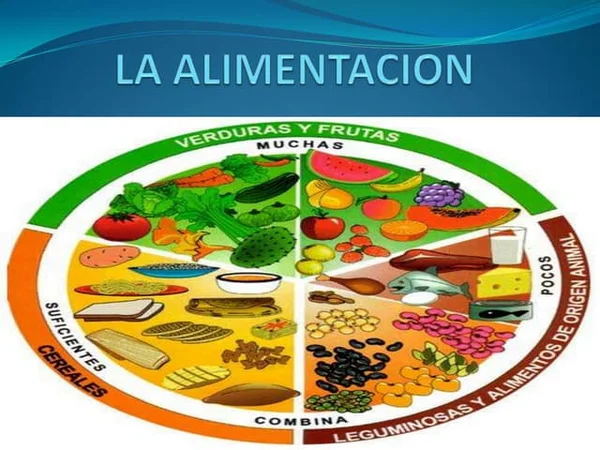 LA ALIMENTACION
VERDURAS Y FRUTAS
MUCHAS
SUFICIENTES
CEREALES
POCOS
LEGUMINOSAS Y ALIMENTOS DE ORIGEN ANIMAL
COMBINA